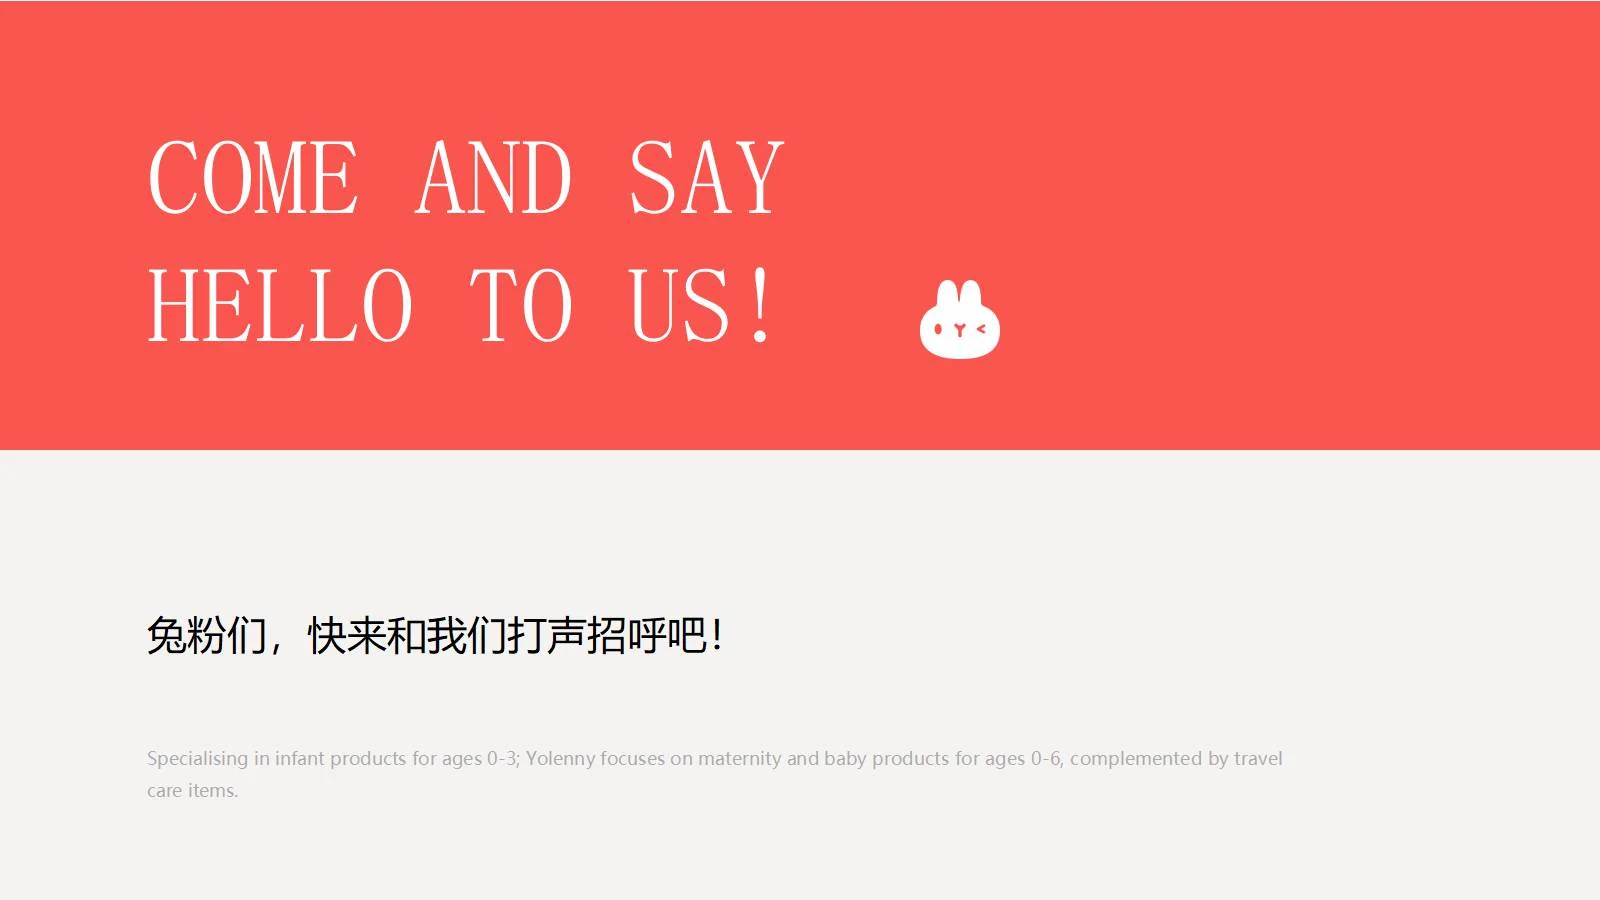 COME AND SAY
HELLO TO US!
兔粉们，快来和我们打声招呼吧！
Specialising in infant products for ages 0-3; Yolenny focuses on maternity and baby products for ages 0-6, complemented by travel
care items.